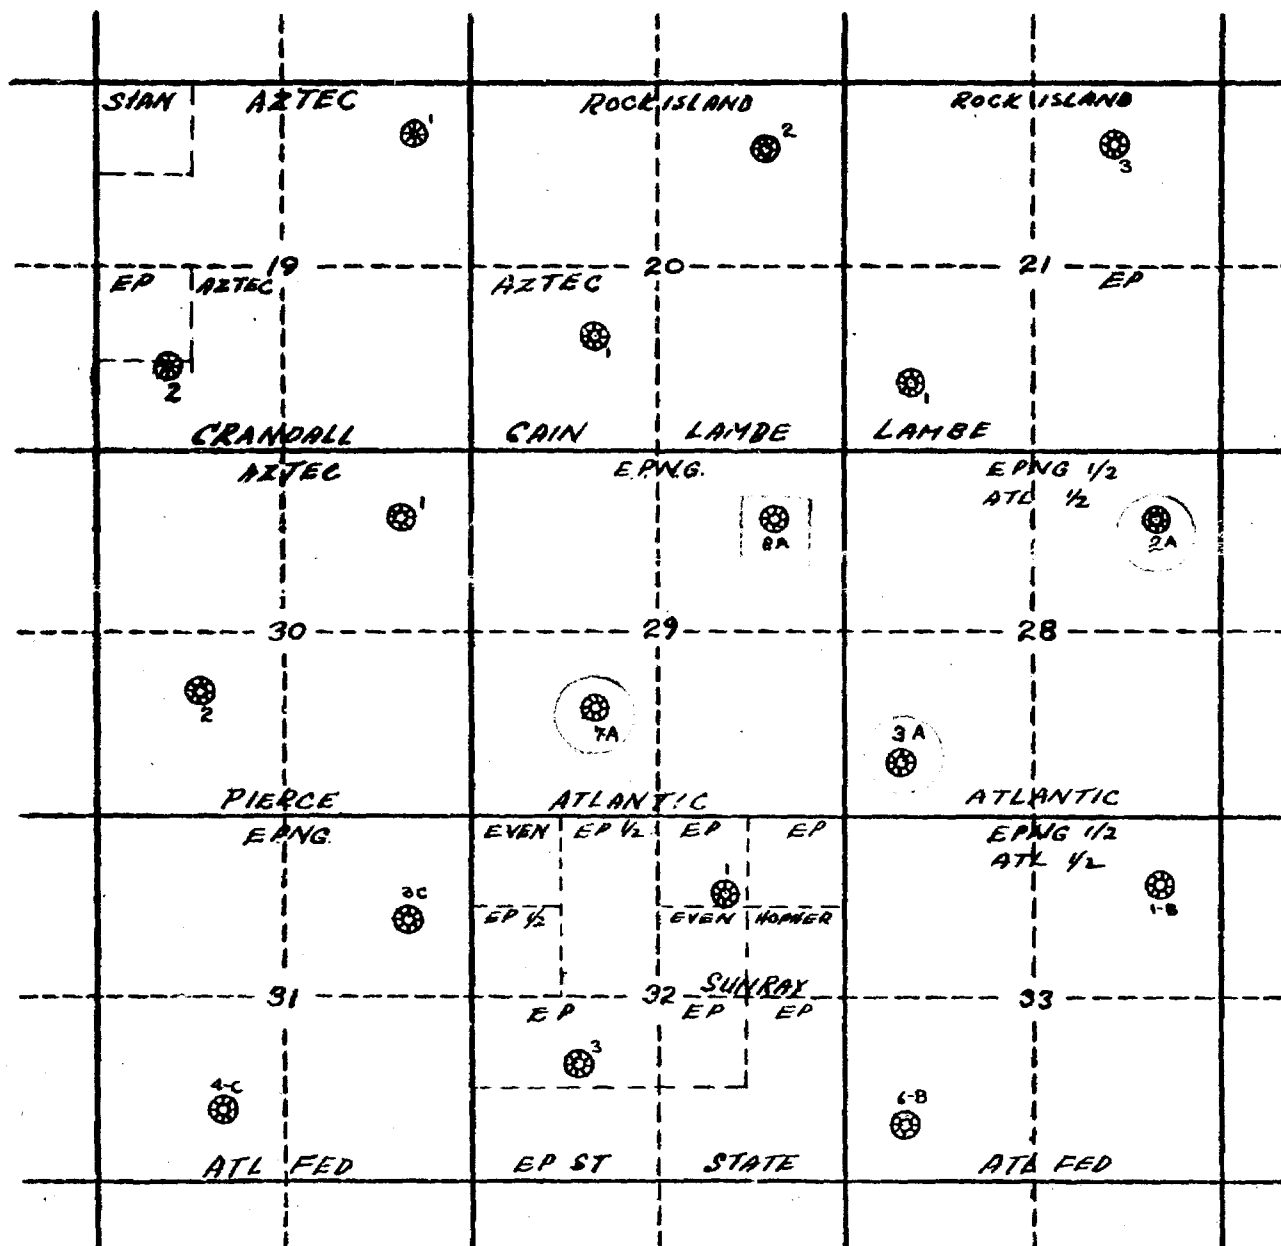 STAN AZTEC ROCK ISLAND ROCK ISLAND
1 2 3
19 20 21
EP AZTEC AZTEC EP
2 1 1
CRANDALL CAIN LAMBE LAMBE
AZTEC E.P.N.G. EPNG 1/2
ATL 1/2
1 8A 2A
30 29 28
2 7A 3A
PIERCE ATLANTIC ATLANTIC
EPNG. EVEN EP 1/2 EP EP EPNG 1/2
ATL 1/2
3C 1 1-B
EP 1/2 EVEN HOPNER
SUNRAY
31 32 33
EP EP EP
4-C 3 6-B
ATL FED EP ST STATE ATL FED